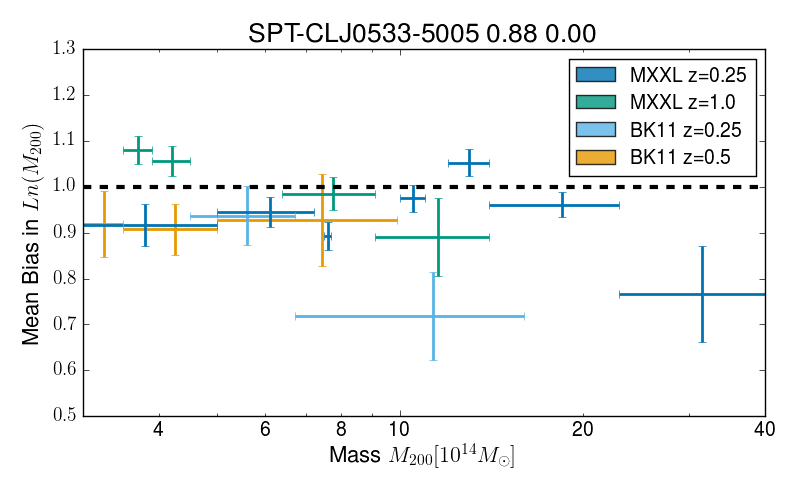 SPT-CLJ0533-5005 0.88 0.00
1.3
1.2
1.1
1.0
0.9
0.8
0.7
0.6
0.5
Mean Bias in Ln(M200)
MXXL z=0.25
MXXL z=1.0
BK11 z=0.25
BK11 z=0.5
4 6 8 10 20 40
Mass M200[10^14 M⊙]